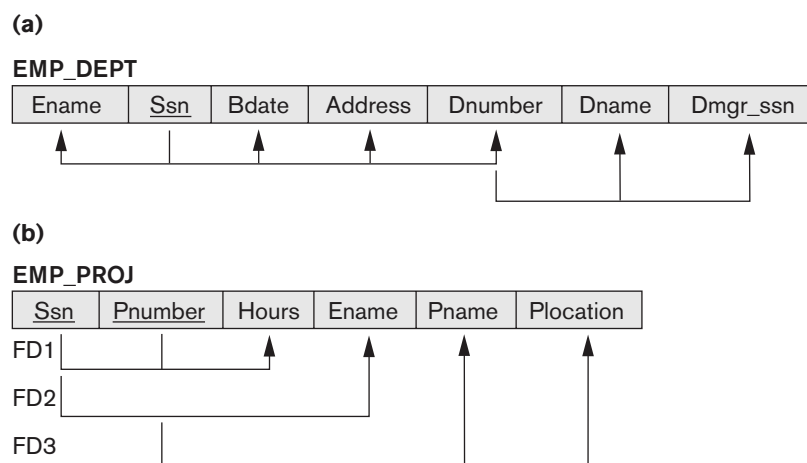 (a)
EMP_DEPT
Ename Ssn Bdate Address Dnumber Dname Dmgr_ssn
(b)
EMP_PROJ
Ssn Pnumber Hours Ename Pname Plocation
FD1
FD2
FD3